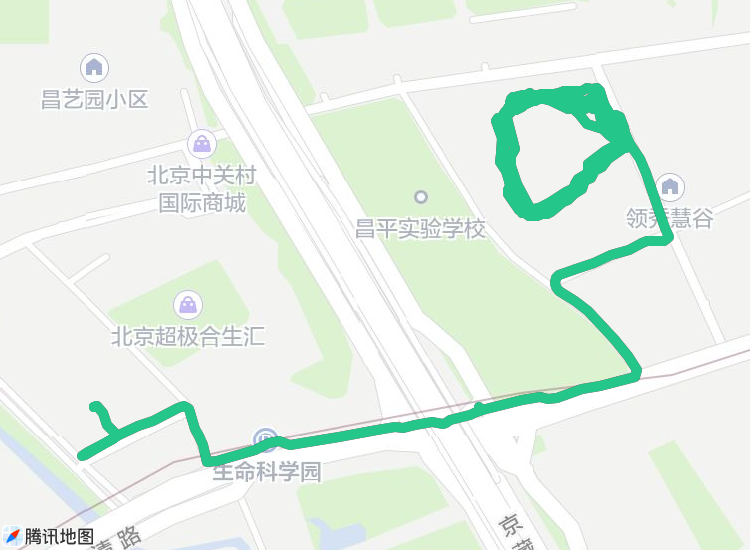 昌艺园小区
北京中关村
国际商城
昌平实验学校
领秀慧谷
北京超极合生汇
生命科学园
京藏
清路
腾讯地图